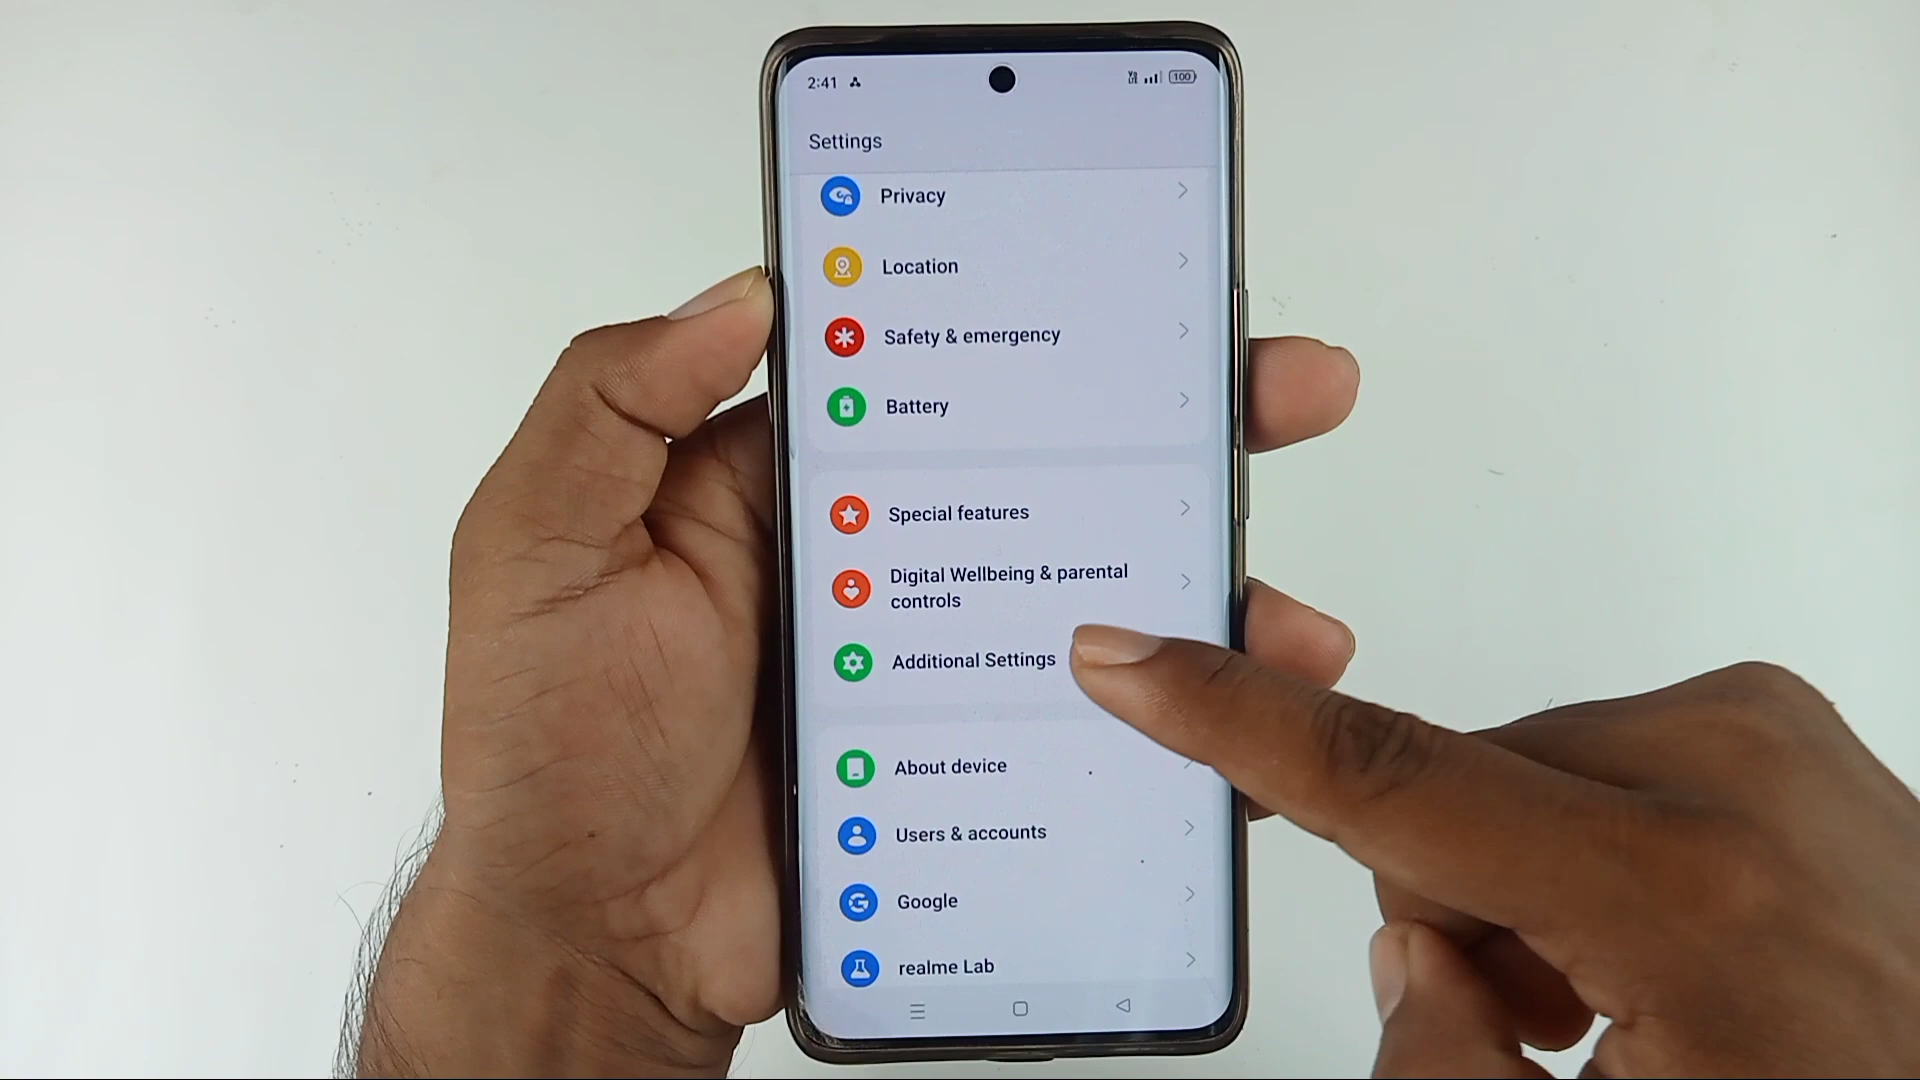 2:41
100
Settings
Privacy
Location
Safety & emergency
Battery
Special features
Digital Wellbeing & parental
controls
Additional Settings
About device
Users & accounts
Google
realme Lab